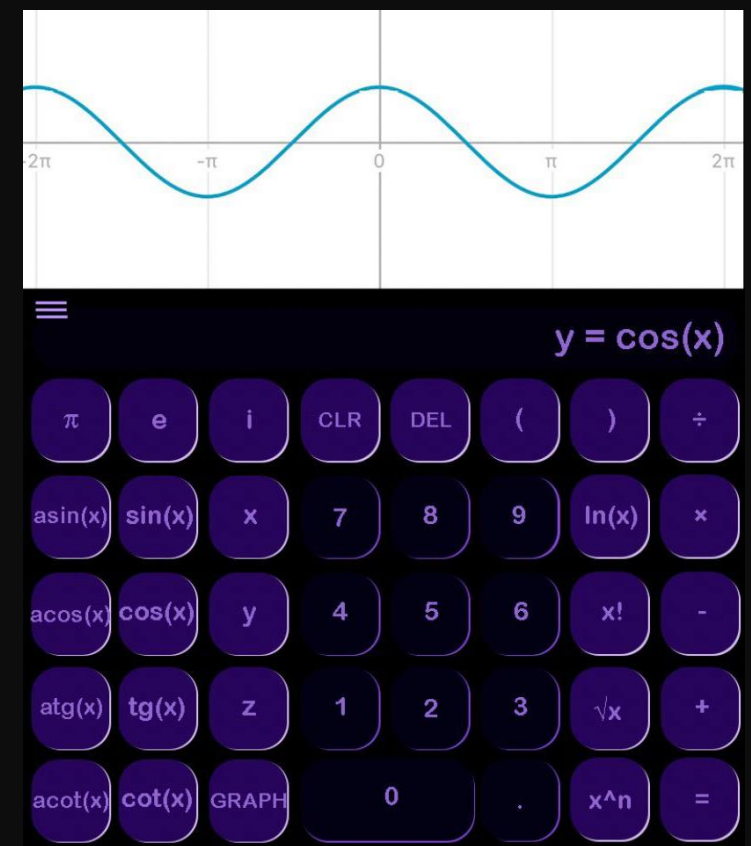 -2π -π 0 π 2π
y = cos(x)
π e i CLR DEL ( ) ÷
asin(x) sin(x) x 7 8 9 ln(x) ×
acos(x) cos(x) y 4 5 6 x! -
atg(x) tg(x) z 1 2 3 √x +
acot(x) cot(x) GRAPH 0 . x^n =